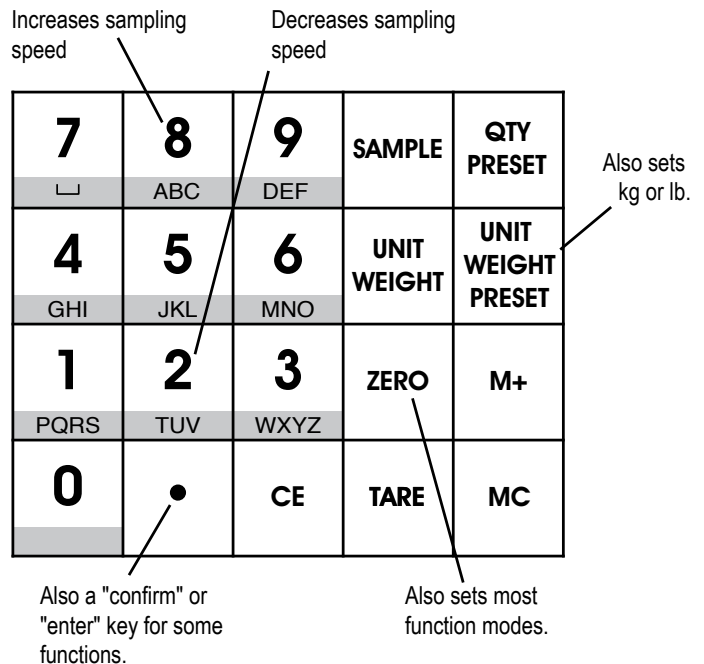 Increases sampling
speed
Decreases sampling
speed
7
8
9
SAMPLE
QTY
PRESET
ABC
DEF
Also sets
kg or lb.
4
5
6
UNIT
WEIGHT
UNIT
WEIGHT
PRESET
GHI
JKL
MNO
1
2
3
ZERO
M+
PQRS
TUV
WXYZ
0
•
CE
TARE
MC
Also a "confirm" or
"enter" key for some
functions.
Also sets most
function modes.